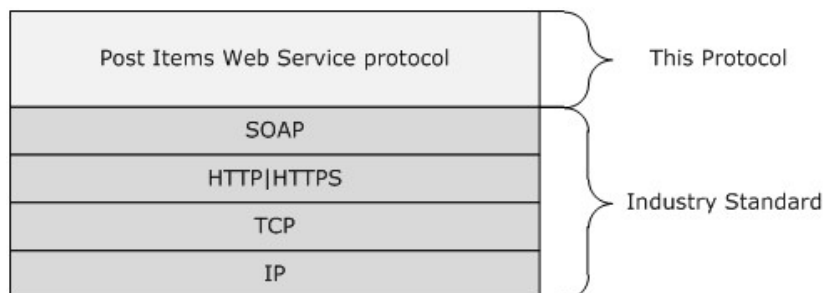 Post Items Web Service protocol
This Protocol
SOAP
HTTP|HTTPS
Industry Standard
TCP
IP